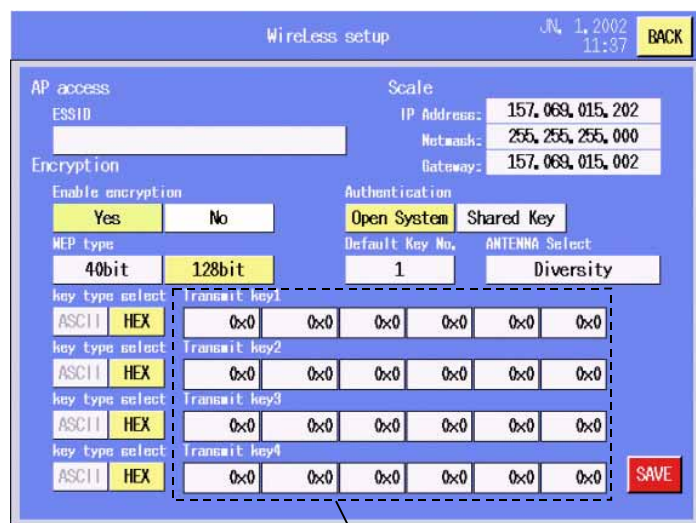 WireLess setup
JN. 1.2002
11:37
BACK
AP access
ESSID
Scale
IP Address: 157.069.015.202
Netmask: 255.255.255.000
Gateway: 157.069.015.002
Encryption
Enable encryption
Yes No
Authentication
Open System Shared Key
WEP type
40bit 128bit
Default Key No.
1
ANTENNA Select
Diversity
key type select Transmit key1
ASCII HEX 0x0 0x0 0x0 0x0 0x0 0x0
key type select Transmit key2
ASCII HEX 0x0 0x0 0x0 0x0 0x0 0x0
key type select Transmit key3
ASCII HEX 0x0 0x0 0x0 0x0 0x0 0x0
key type select Transmit key4
ASCII HEX 0x0 0x0 0x0 0x0 0x0 0x0
SAVE